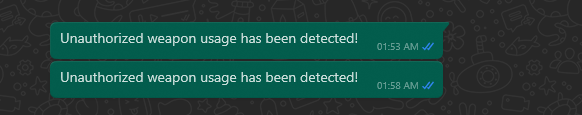 Unauthorized weapon usage has been detected!
01:53 AM
Unauthorized weapon usage has been detected!
01:58 AM